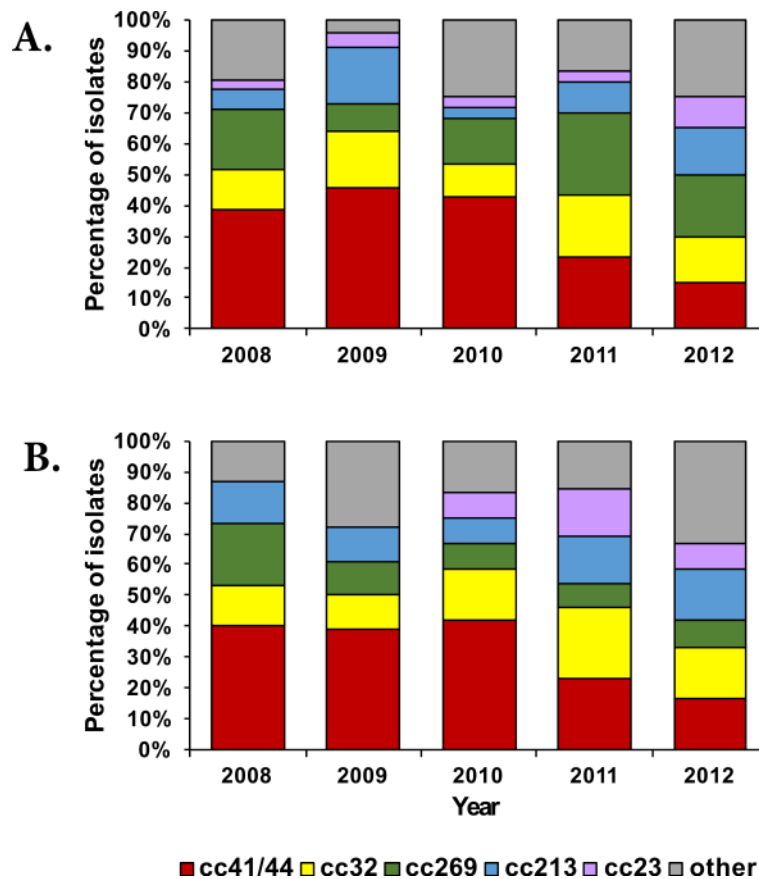 A.
Percentage of isolates
100%
90%
80%
70%
60%
50%
40%
30%
20%
10%
0%
2008 2009 2010 2011 2012
B.
Percentage of isolates
100%
90%
80%
70%
60%
50%
40%
30%
20%
10%
0%
2008 2009 2010 2011 2012
Year
cc41/44 cc32 cc269 cc213 cc23 other